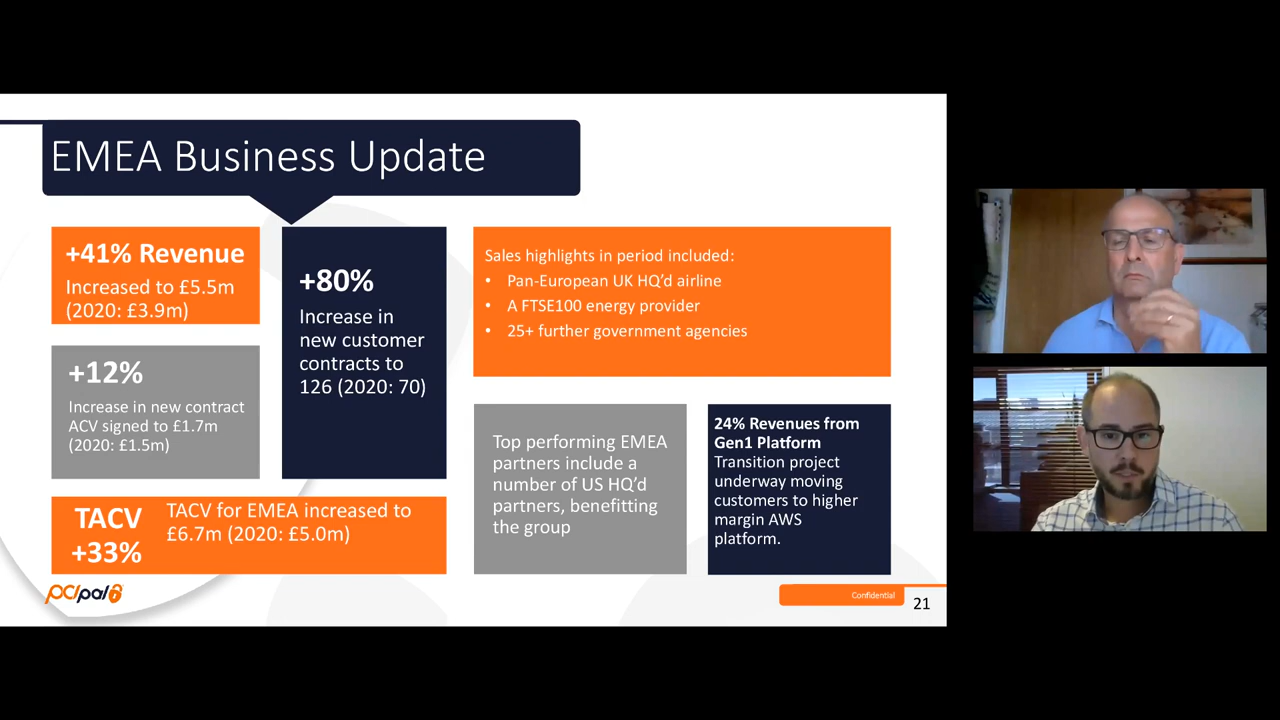 EMEA Business Update
+41% Revenue
Increased to £5.5m
(2020: £3.9m)
+12%
Increase in new contract
ACV signed to £1.7m
(2020: £1.5m)
+80%
Increase in
new customer
contracts to
126 (2020: 70)
TACV
+33%
TACV for EMEA increased to
£6.7m (2020: £5.0m)
Sales highlights in period included:
• Pan-European UK HQ’d airline
• A FTSE100 energy provider
• 25+ further government agencies
Top performing EMEA
partners include a
number of US HQ’d
partners, benefitting
the group
24% Revenues from
Gen1 Platform
Transition project
underway moving
customers to higher
margin AWS
platform.
pcipal
Confidential
21